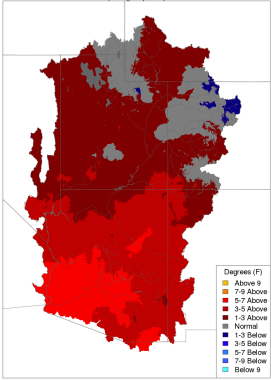 Degrees (F)
Above 9
7-9 Above
5-7 Above
3-5 Above
1-3 Above
Normal
1-3 Below
3-5 Below
5-7 Below
7-9 Below
Below 9